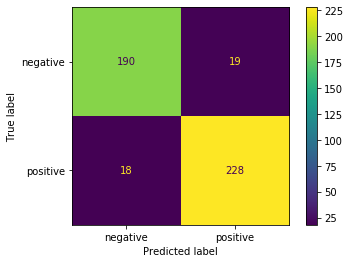 negative 190 19
positive 18 228
negative positive
Predicted label
True label
225
200
175
150
125
100
75
50
25